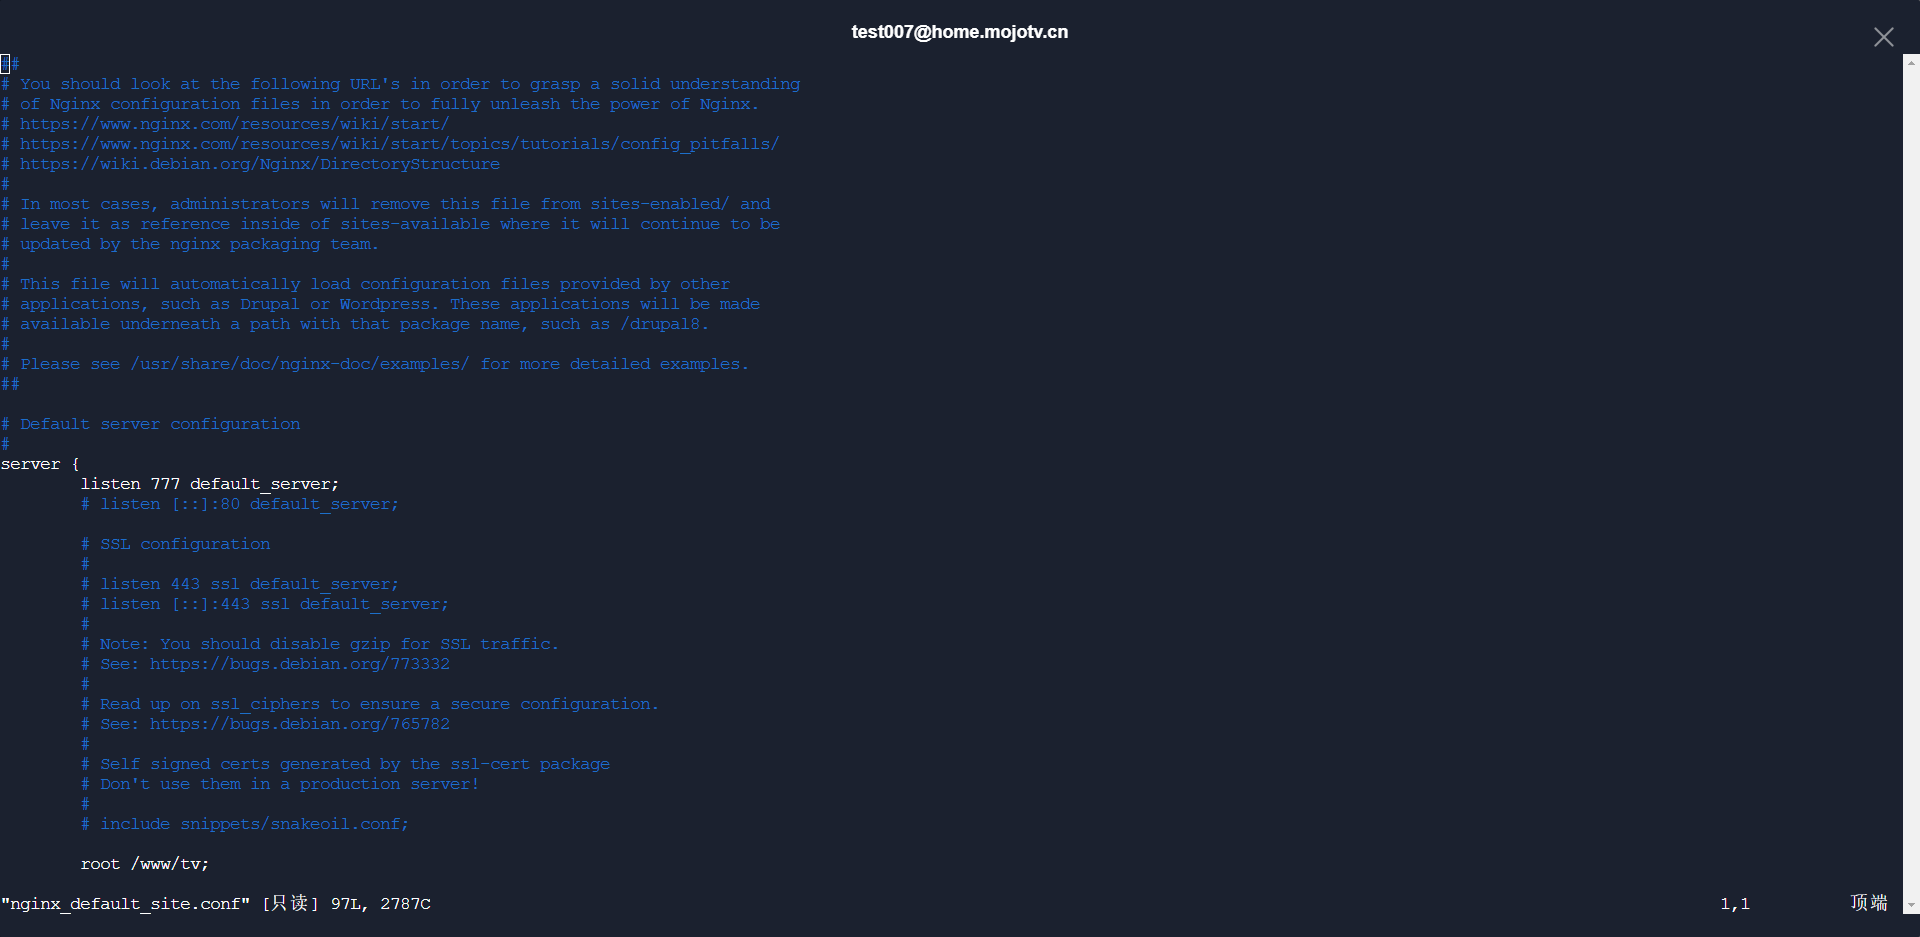 test007@home.mojotv.cn
##
# You should look at the following URL's in order to grasp a solid understanding
# of Nginx configuration files in order to fully unleash the power of Nginx.
# https://www.nginx.com/resources/wiki/start/
# https://www.nginx.com/resources/wiki/start/topics/tutorials/config_pitfalls/
# https://wiki.debian.org/Nginx/DirectoryStructure
#
# In most cases, administrators will remove this file from sites-enabled/ and
# leave it as reference inside of sites-available where it will continue to be
# updated by the nginx packaging team.
#
# This file will automatically load configuration files provided by other
# applications, such as Drupal or Wordpress. These applications will be made
# available underneath a path with that package name, such as /drupal8.
#
# Please see /usr/share/doc/nginx-doc/examples/ for more detailed examples.
##
# Default server configuration
#
server {
listen 777 default_server;
# listen [::]:80 default_server;
# SSL configuration
#
# listen 443 ssl default_server;
# listen [::]:443 ssl default_server;
#
# Note: You should disable gzip for SSL traffic.
# See: https://bugs.debian.org/773332
#
# Read up on ssl_ciphers to ensure a secure configuration.
# See: https://bugs.debian.org/765782
#
# Self signed certs generated by the ssl-cert package
# Don't use them in a production server!
#
# include snippets/snakeoil.conf;
root /www/tv;
"nginx_default_site.conf" [只读] 97L, 2787C 1,1 顶端